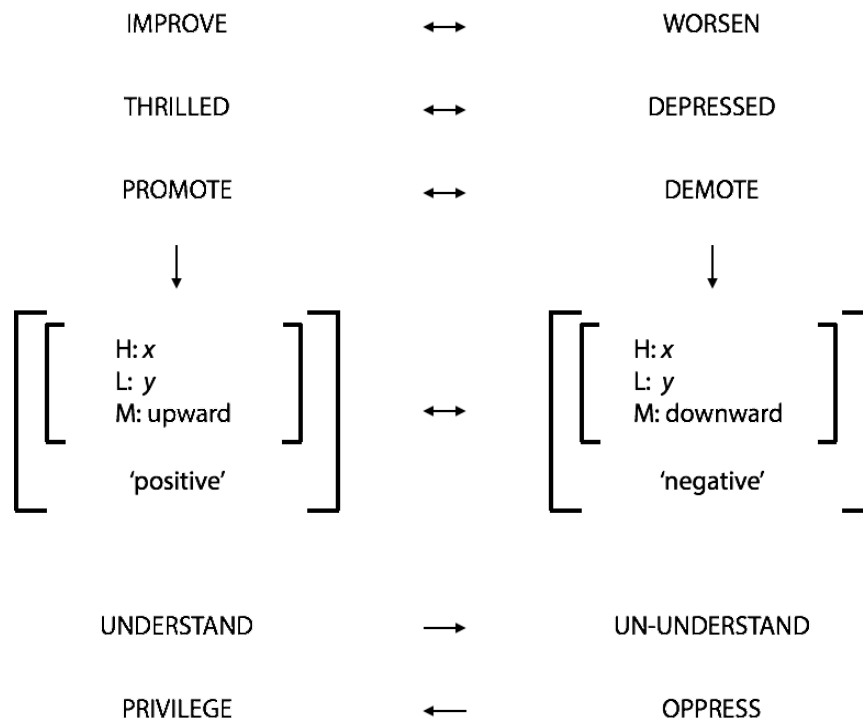 IMPROVE ↔ WORSEN
THRILLED ↔ DEPRESSED
PROMOTE ↔ DEMOTE
H: x H: x
L: y L: y
M: upward ↔ M: downward
‘positive’ ‘negative’
UNDERSTAND → UN-UNDERSTAND
PRIVILEGE ← OPPRESS